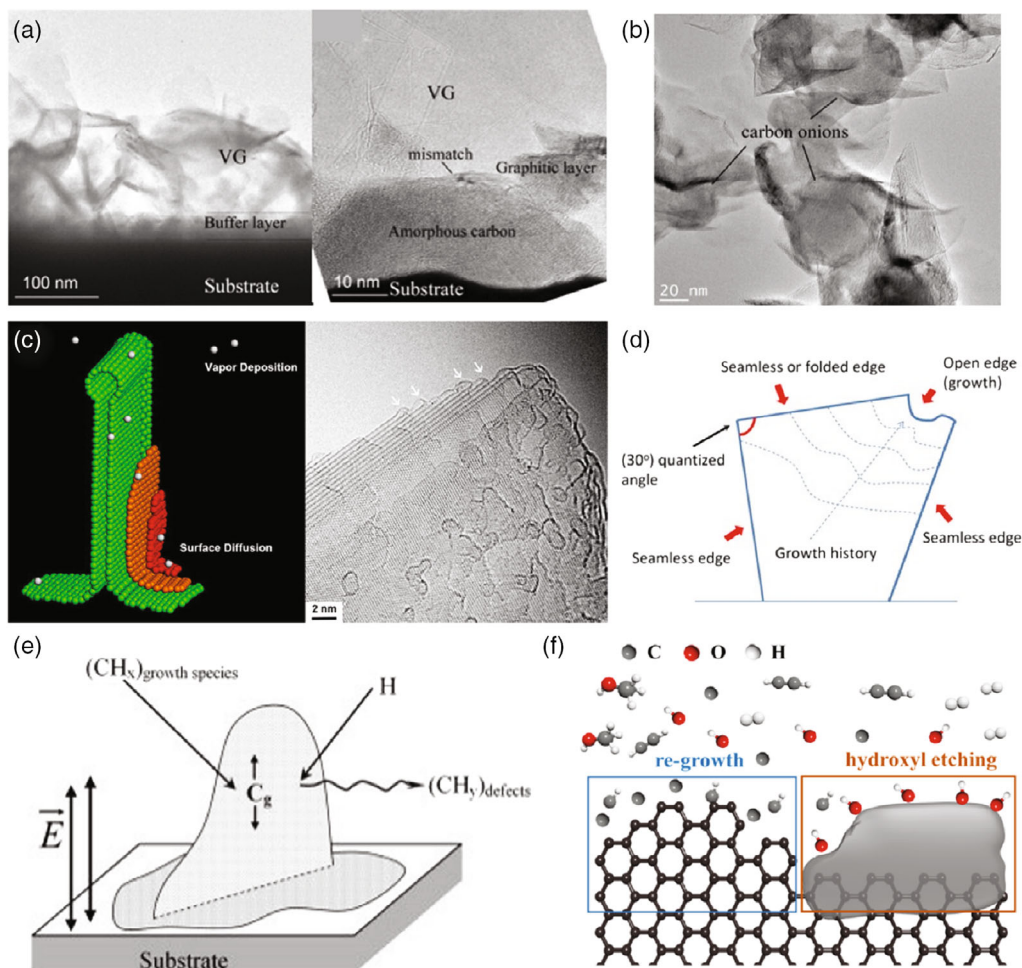 (a)
VG
Buffer layer
100 nm
Substrate
VG
mismatch
Graphitic layer
Amorphous carbon
10 nm
Substrate
(b)
carbon onions
20 nm
(c)
Vapor Deposition
Surface Diffusion
2 nm
(d)
Seamless or folded edge
Open edge
(growth)
(30°) quantized
angle
Seamless edge
Growth history
Seamless edge
(e)
(CHx)growth species
H
Cg
(CHy)defects
E
Substrate
(f)
C O H
re-growth
hydroxyl etching